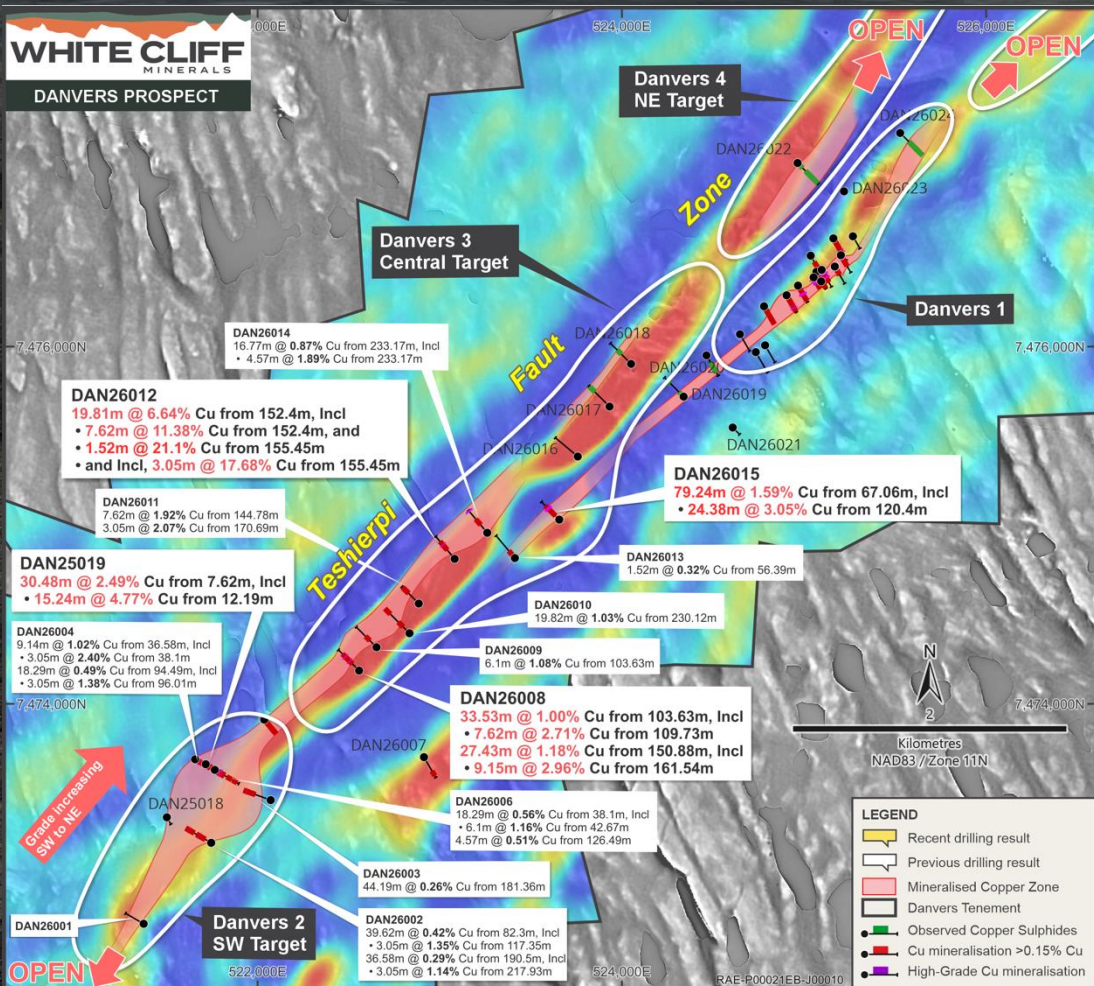 WHITE CLIFF
MINERALS
DANVERS PROSPECT
000E
524,000E
526,000E
OPEN
OPEN
Danvers 4
NE Target
DAN26024
DAN26022
DAN26023
Zone
Danvers 3
Central Target
Danvers 1
DAN26014
16.77m @ 0.87% Cu from 233.17m, Incl
• 4.57m @ 1.89% Cu from 233.17m
DAN26018
7,476,000N
7,476,000N
Fault
DAN26020
DAN26019
DAN26017
DAN26021
DAN26012
19.81m @ 6.64% Cu from 152.4m, Incl
• 7.62m @ 11.38% Cu from 152.4m, and
• 1.52m @ 21.1% Cu from 155.45m
• and Incl, 3.05m @ 17.68% Cu from 155.45m
DAN26016
DAN26015
79.24m @ 1.59% Cu from 67.06m, Incl
• 24.38m @ 3.05% Cu from 120.4m
DAN26011
7.62m @ 1.92% Cu from 144.78m
3.05m @ 2.07% Cu from 170.69m
Teshierpi
DAN26013
1.52m @ 0.32% Cu from 56.39m
DAN25019
30.48m @ 2.49% Cu from 7.62m, Incl
• 15.24m @ 4.77% Cu from 12.19m
DAN26010
19.82m @ 1.03% Cu from 230.12m
DAN26004
9.14m @ 1.02% Cu from 36.58m, Incl
• 3.05m @ 2.40% Cu from 38.1m
18.29m @ 0.49% Cu from 94.49m, Incl
• 3.05m @ 1.38% Cu from 96.01m
DAN26009
6.1m @ 1.08% Cu from 103.63m
N
DAN26008
33.53m @ 1.00% Cu from 103.63m, Incl
• 7.62m @ 2.71% Cu from 109.73m
27.43m @ 1.18% Cu from 150.88m, Incl
• 9.15m @ 2.96% Cu from 161.54m
7,474,000N
7,474,000N
2
Kilometres
NAD83 / Zone 11N
DAN26007
Grade increasing
SW to NE
DAN25018
DAN26006
18.29m @ 0.56% Cu from 38.1m, Incl
• 6.1m @ 1.16% Cu from 42.67m
4.57m @ 0.51% Cu from 126.49m
DAN26003
44.19m @ 0.26% Cu from 181.36m
DAN26001
Danvers 2
SW Target
DAN26002
39.62m @ 0.42% Cu from 82.3m, Incl
• 3.05m @ 1.35% Cu from 117.35m
36.58m @ 0.29% Cu from 190.5m, Incl
• 3.05m @ 1.14% Cu from 217.93m
OPEN
522,000E
524,000E
RAE-P00021EB-J00010
LEGEND
Recent drilling result
Previous drilling result
Mineralised Copper Zone
Danvers Tenement
Observed Copper Sulphides
Cu mineralisation >0.15% Cu
High-Grade Cu mineralisation